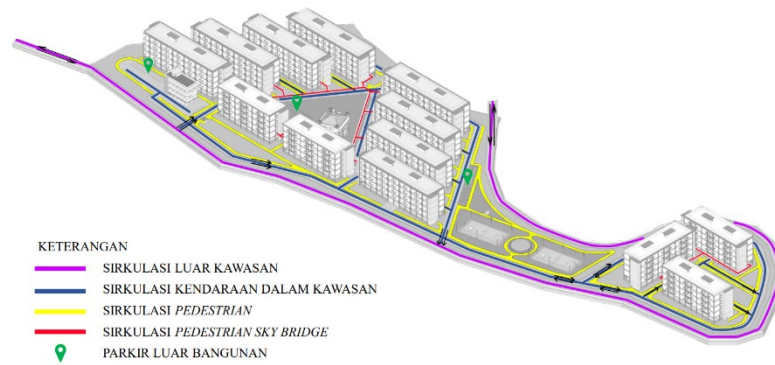 KETERANGAN
SIRKULASI LUAR KAWASAN
SIRKULASI KENDARAAN DALAM KAWASAN
SIRKULASI PEDESTRIAN
SIRKULASI PEDESTRIAN SKY BRIDGE
PARKIR LUAR BANGUNAN